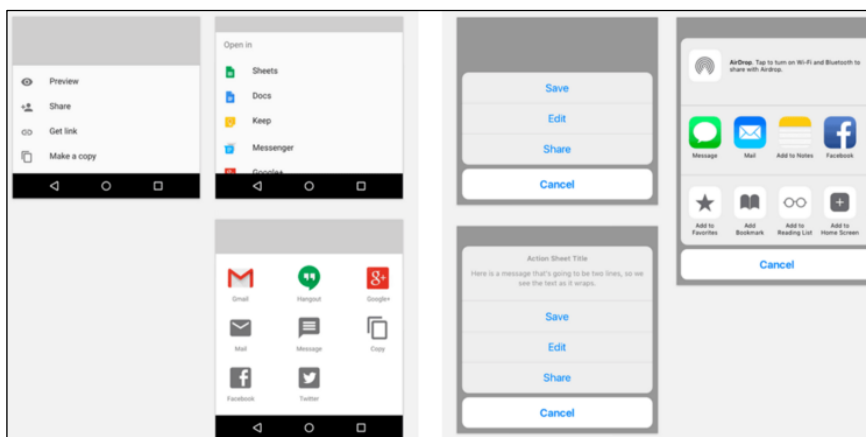 Preview
Share
Get link
Make a copy
Open in
Sheets
Docs
Keep
Messenger
Google+
Gmail
Hangout
Google+
Mail
Message
Copy
Facebook
Twitter
Save
Edit
Share
Cancel
Action Sheet Title
Here is a message that's going to be two lines, so we
see the text as it wraps.
Save
Edit
Share
Cancel
AirDrop. Tap to turn on Wi-Fi and Bluetooth to
share with Airdrop.
Message
Mail
Add to Notes
Facebook
Add to
Favorites
Add
Bookmark
Add to
Reading List
Add to
Home Screen
Cancel